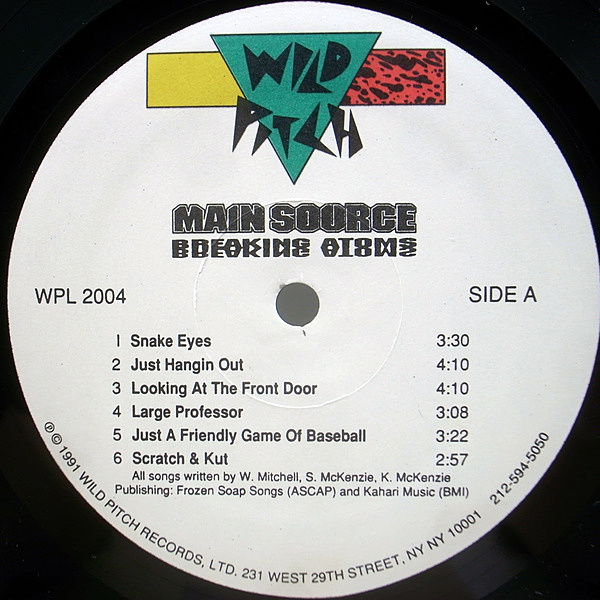 WILD
PITCH
MAIN SOURCE
BREAKING ATOMS
WPL 2004
SIDE A
1 Snake Eyes 3:30
2 Just Hangin Out 4:10
3 Looking At The Front Door 4:10
4 Large Professor 3:08
5 Just A Friendly Game Of Baseball 3:22
6 Scratch & Kut 2:57
All songs written by W. Mitchell, S. McKenzie, K. McKenzie
Publishing: Frozen Soap Songs (ASCAP) and Kahari Music (BMI)
℗ © 1991 WILD PITCH RECORDS, LTD. 231 WEST 29TH STREET, NY NY 10001 212-594-5050